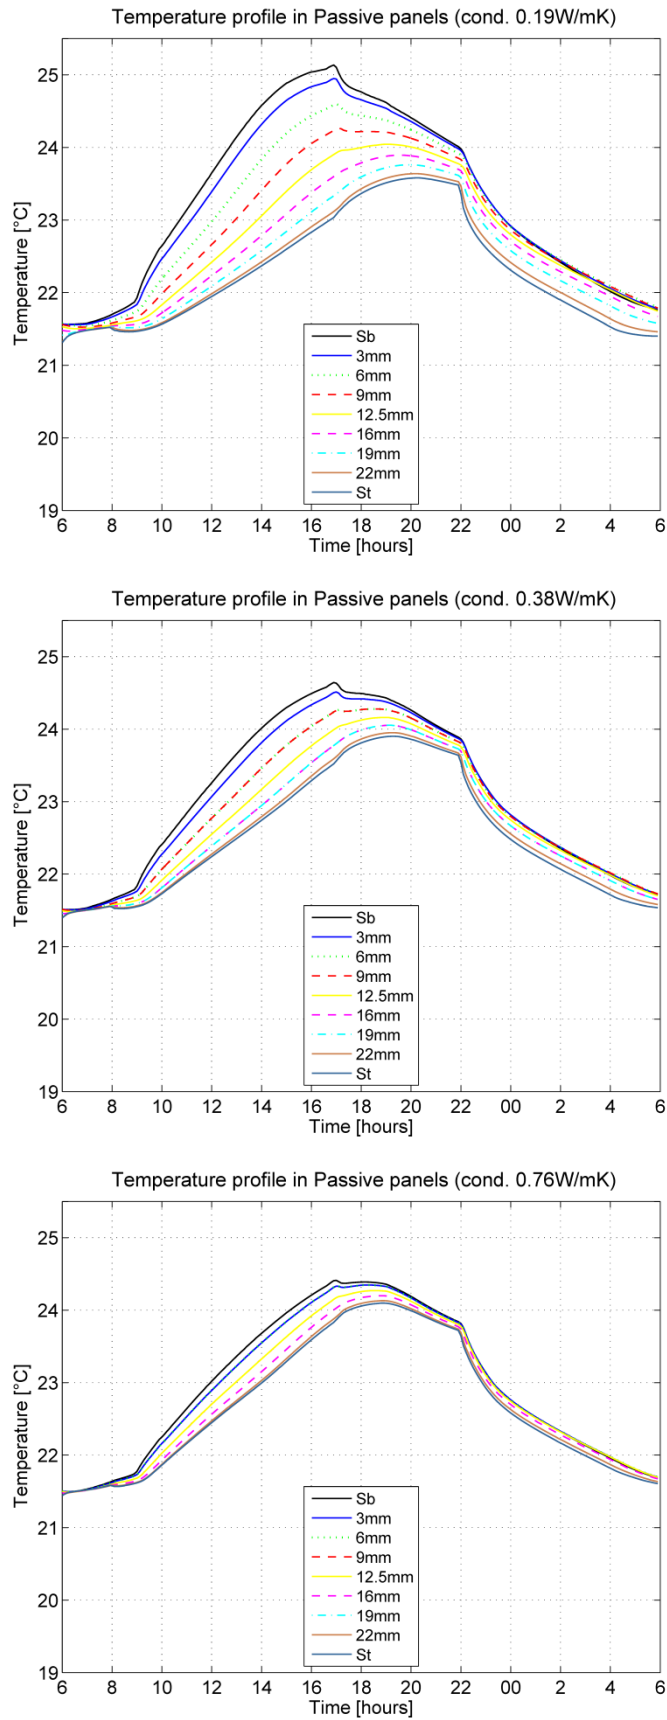 Temperature profile in Passive panels (cond. 0.19W/mK)
25
24
23
22
21
20
19
Temperature [°C]
Sb
3mm
6mm
9mm
12.5mm
16mm
19mm
22mm
St
6 8 10 12 14 16 18 20 22 00 2 4 6
Time [hours]
Temperature profile in Passive panels (cond. 0.38W/mK)
25
24
23
22
21
20
19
Temperature [°C]
Sb
3mm
6mm
9mm
12.5mm
16mm
19mm
22mm
St
6 8 10 12 14 16 18 20 22 00 2 4 6
Time [hours]
Temperature profile in Passive panels (cond. 0.76W/mK)
25
24
23
22
21
20
19
Temperature [°C]
Sb
3mm
6mm
9mm
12.5mm
16mm
19mm
22mm
St
6 8 10 12 14 16 18 20 22 00 2 4 6
Time [hours]